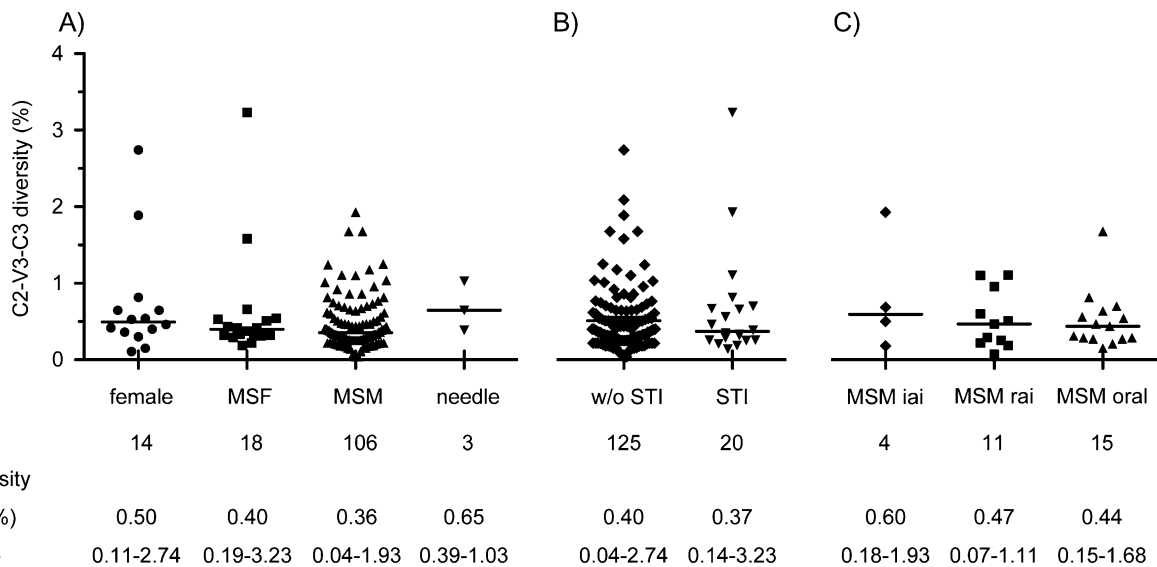 A) B) C)
C2-V3-C3 diversity (%)
4
3
2
1
0
female MSF MSM needle w/o STI STI MSM iai MSM rai MSM oral
14 18 106 3 125 20 4 11 15
sity
%) 0.50 0.40 0.36 0.65 0.40 0.37 0.60 0.47 0.44
0.11-2.74 0.19-3.23 0.04-1.93 0.39-1.03 0.04-2.74 0.14-3.23 0.18-1.93 0.07-1.11 0.15-1.68